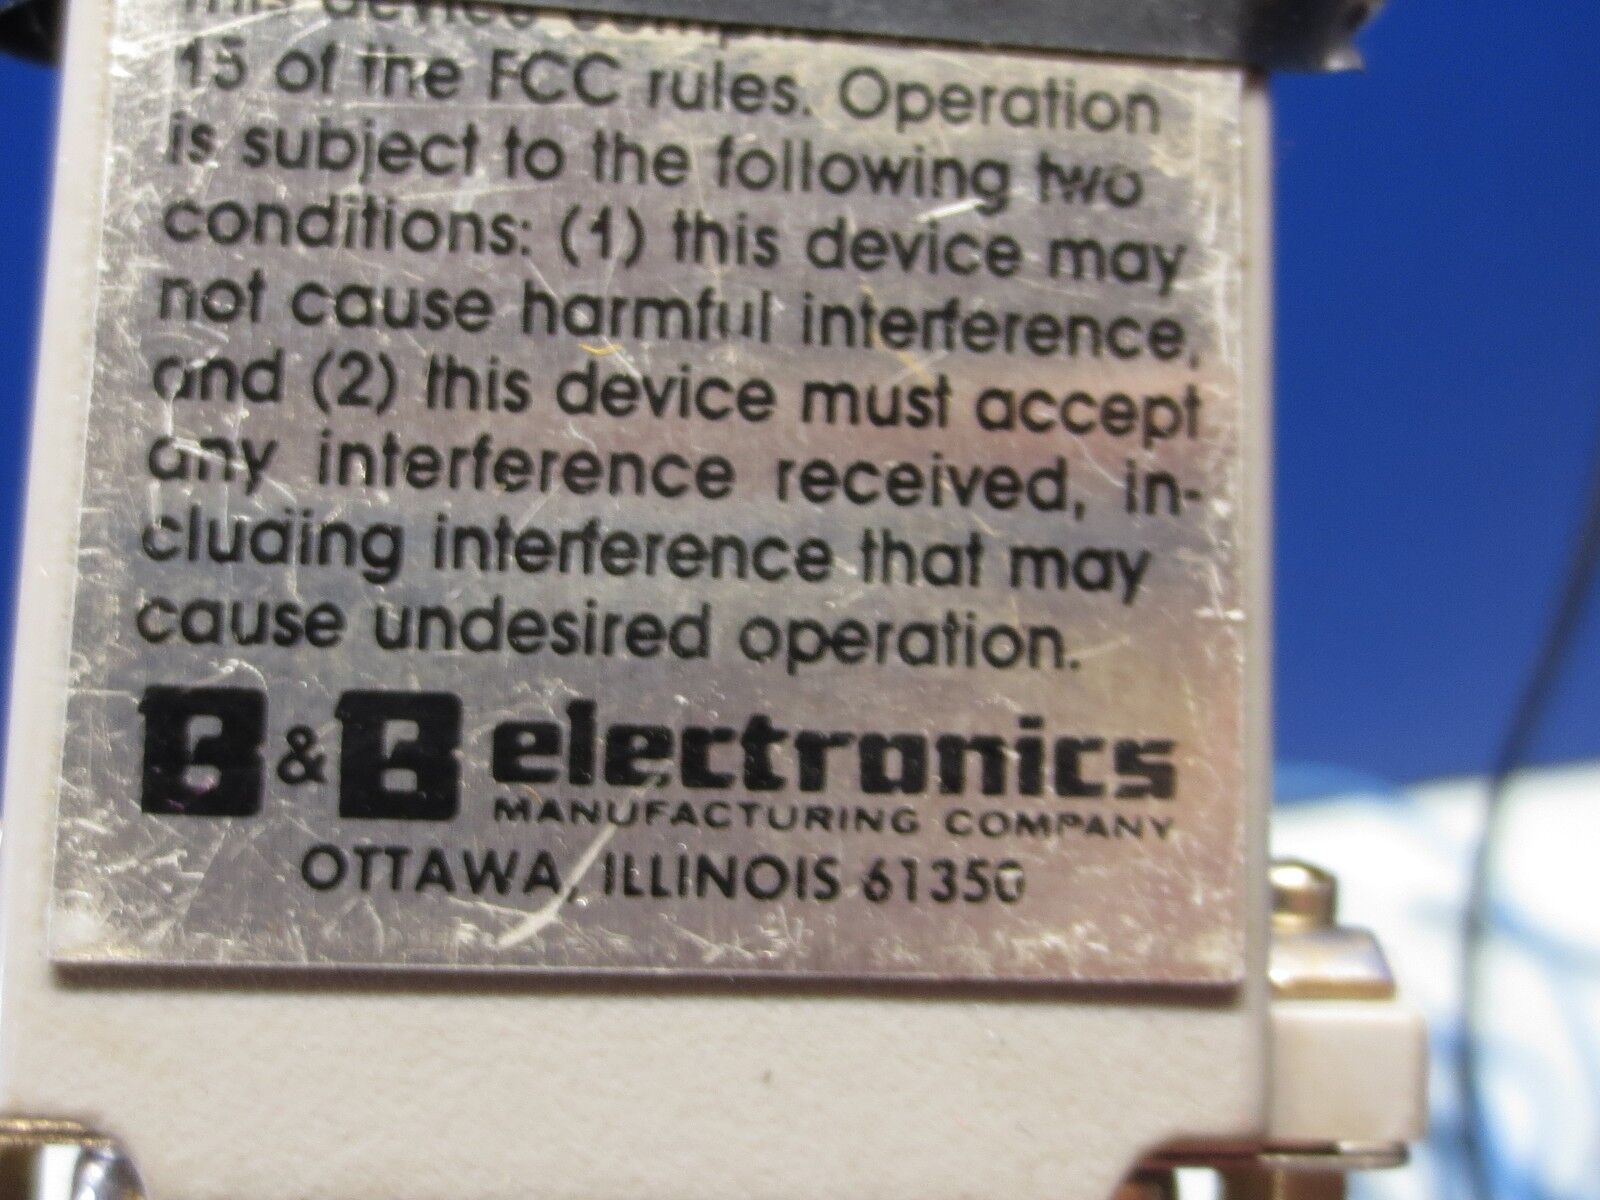 This device
15 of the FCC rules. Operation
is subject to the following two
conditions: (1) this device may
not cause harmful interference,
and (2) this device must accept
any interference received, in-
cluding interference that may
cause undesired operation.
B & B electronics
MANUFACTURING COMPANY
OTTAWA, ILLINOIS 61350